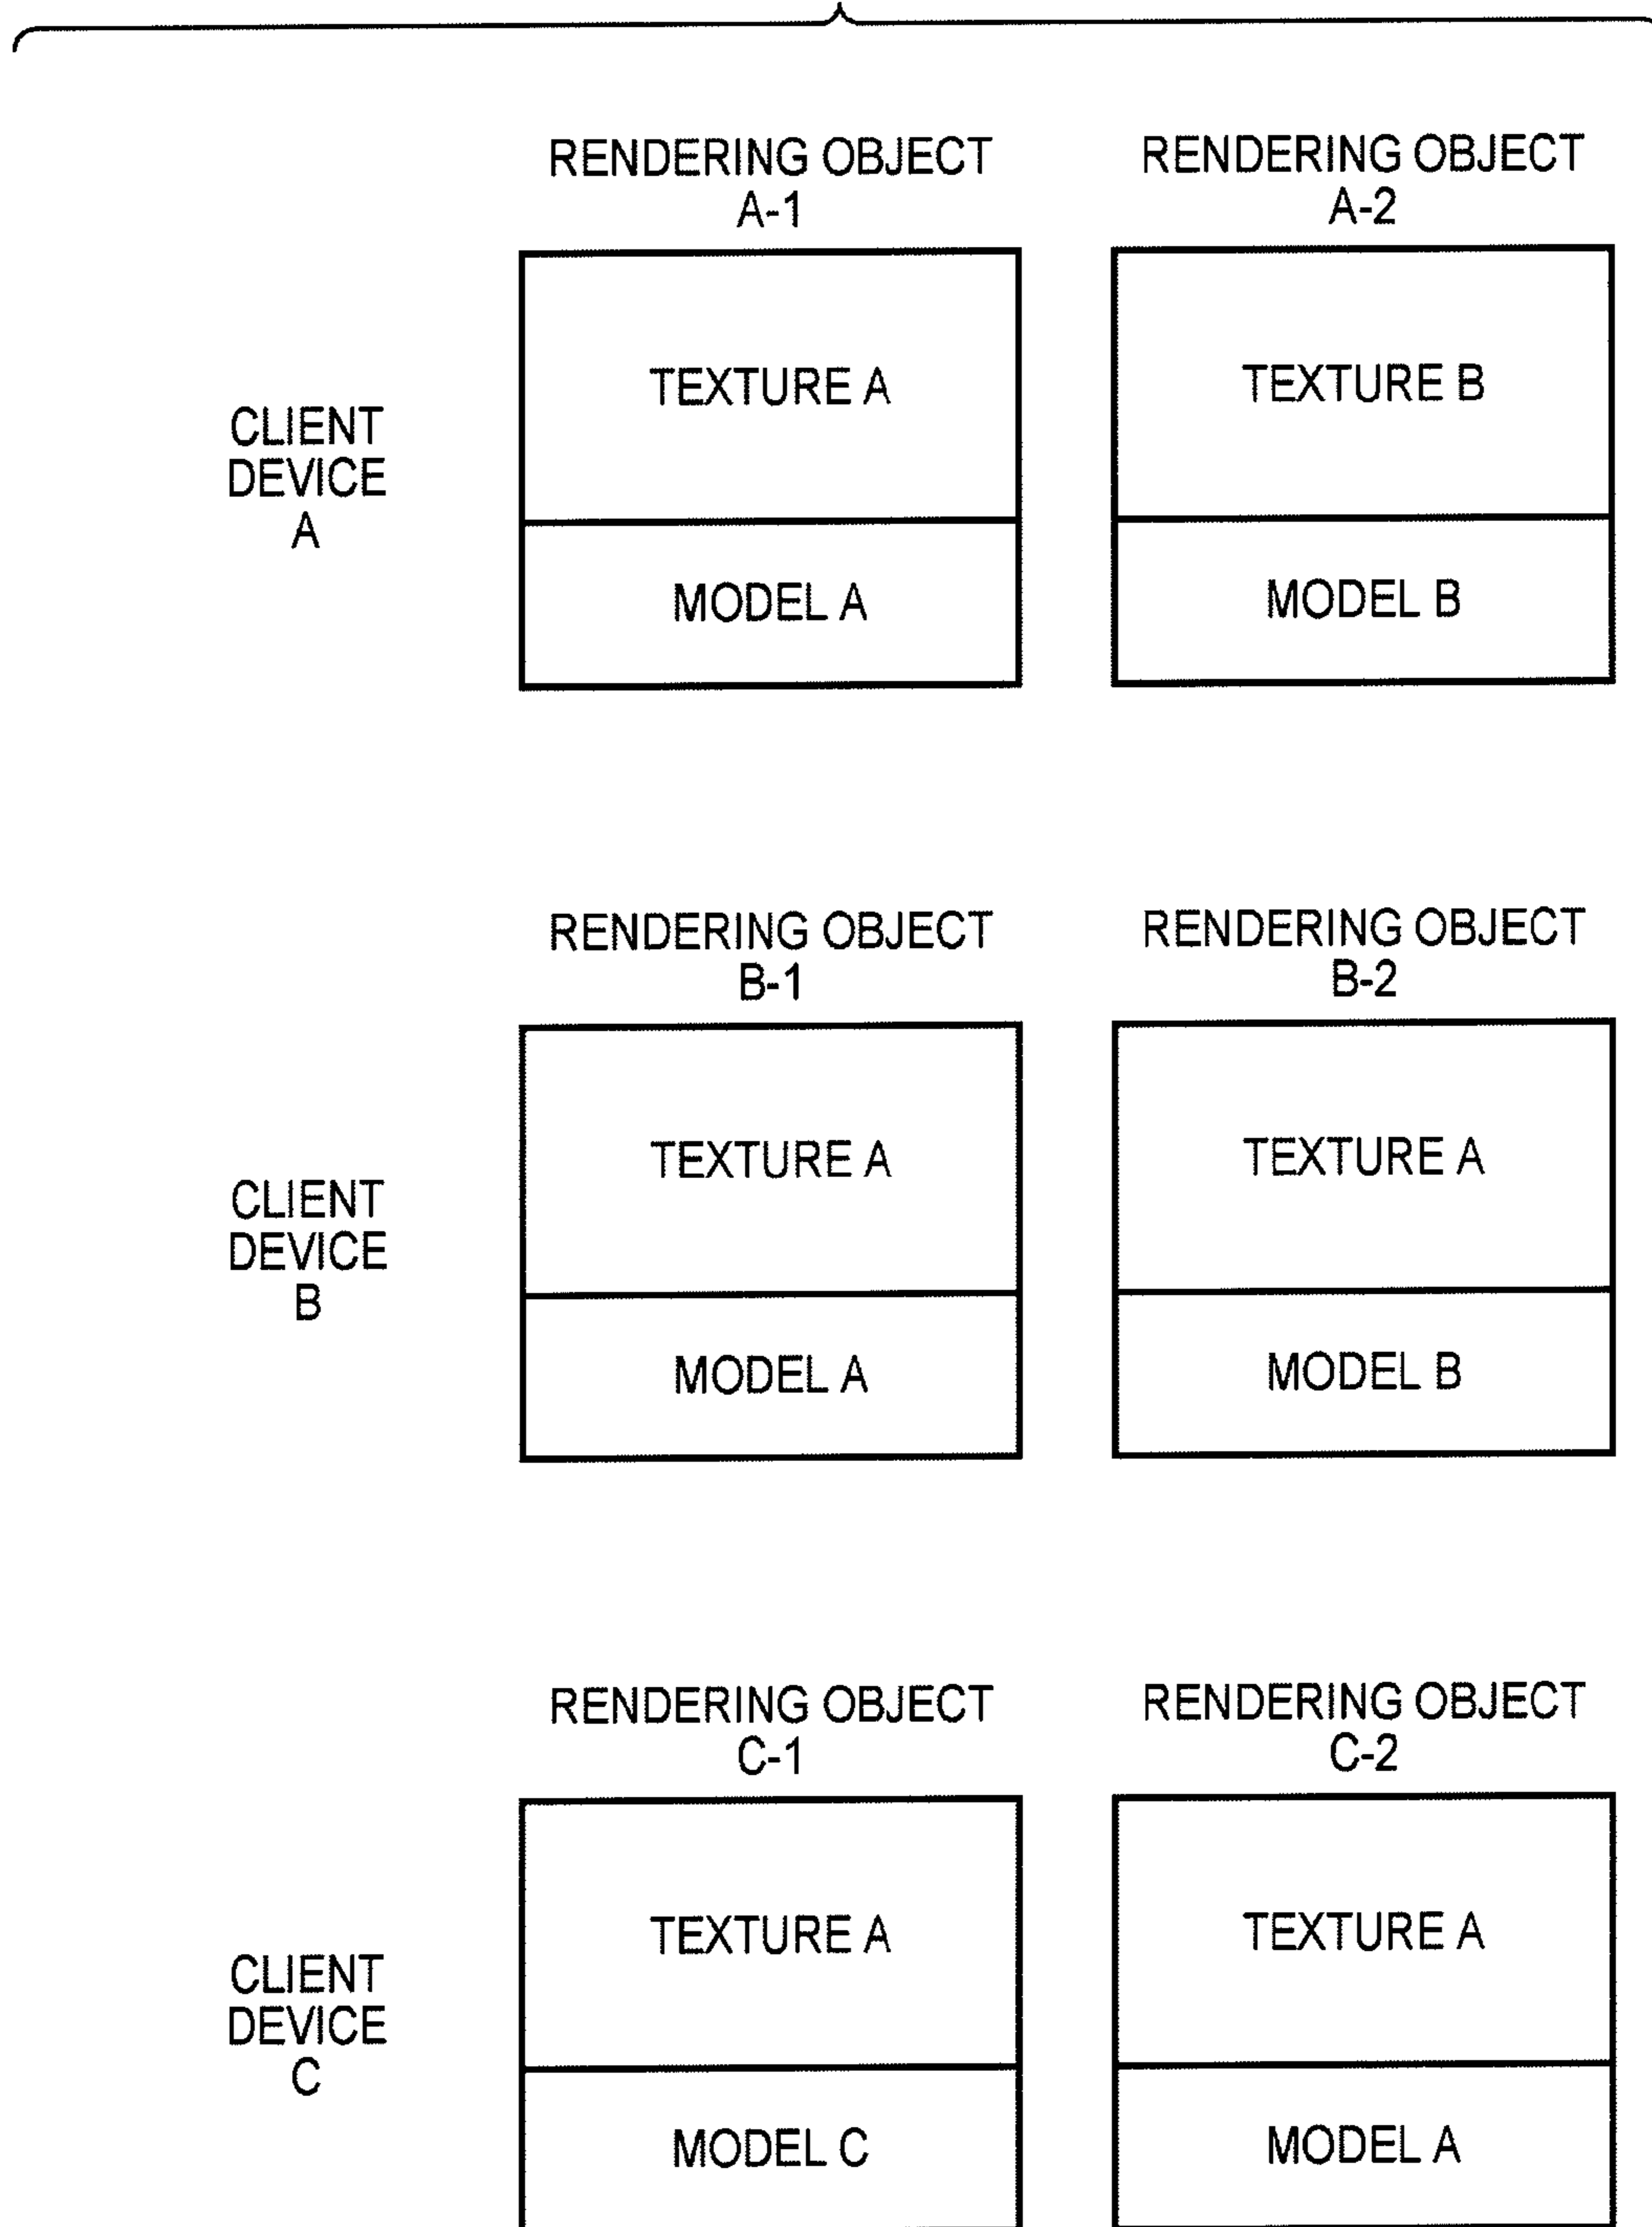 RENDERING OBJECT
A-1
RENDERING OBJECT
A-2
CLIENT
DEVICE
A
TEXTURE A
MODEL A
TEXTURE B
MODEL B
RENDERING OBJECT
B-1
RENDERING OBJECT
B-2
CLIENT
DEVICE
B
TEXTURE A
MODEL A
TEXTURE A
MODEL B
RENDERING OBJECT
C-1
RENDERING OBJECT
C-2
CLIENT
DEVICE
C
TEXTURE A
MODEL C
TEXTURE A
MODEL A